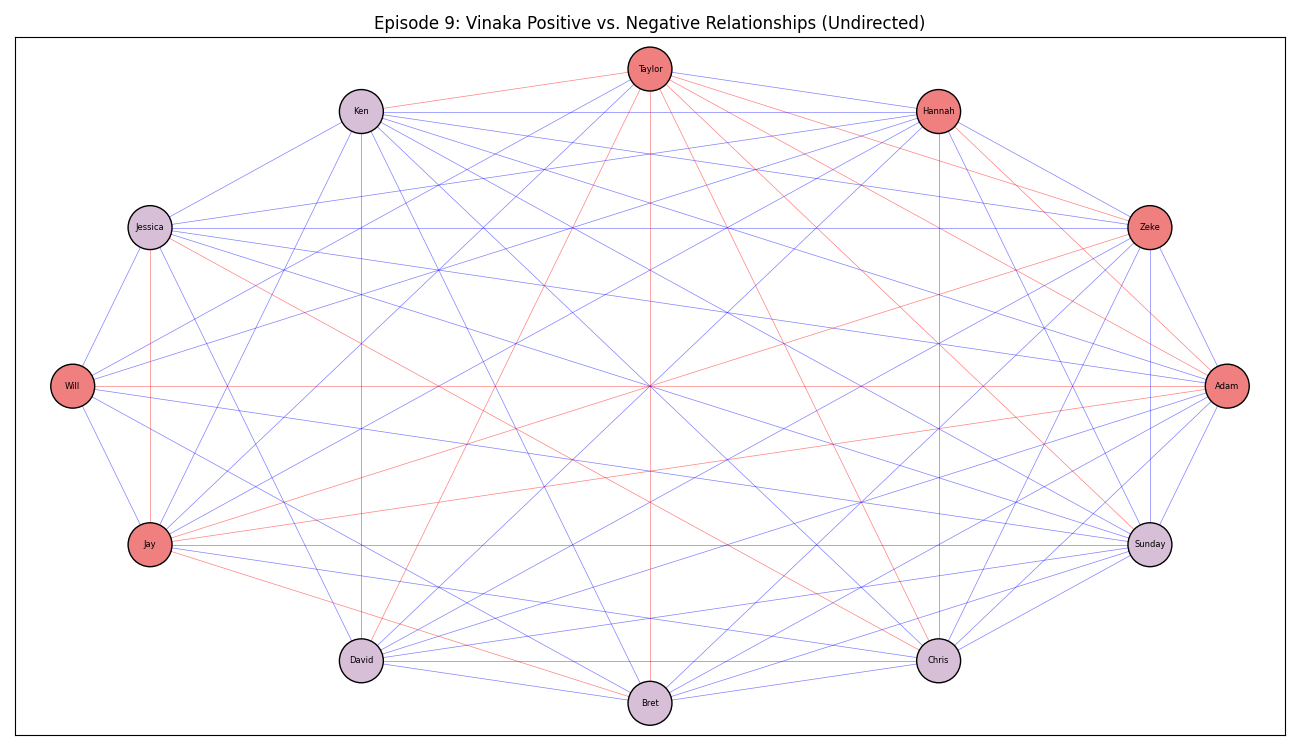 Episode 9: Vinaka Positive vs. Negative Relationships (Undirected)
Taylor
Ken
Hannah
Jessica
Zeke
Will
Adam
Jay
Sunday
David
Chris
Bret